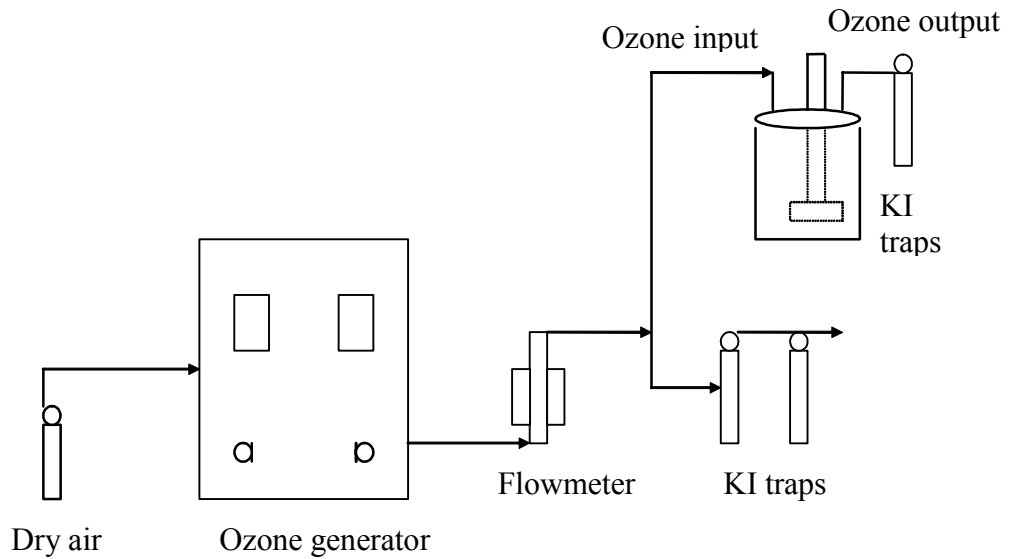 Ozone output
Ozone input
KI
traps
Flowmeter
KI traps
Dry air
Ozone generator